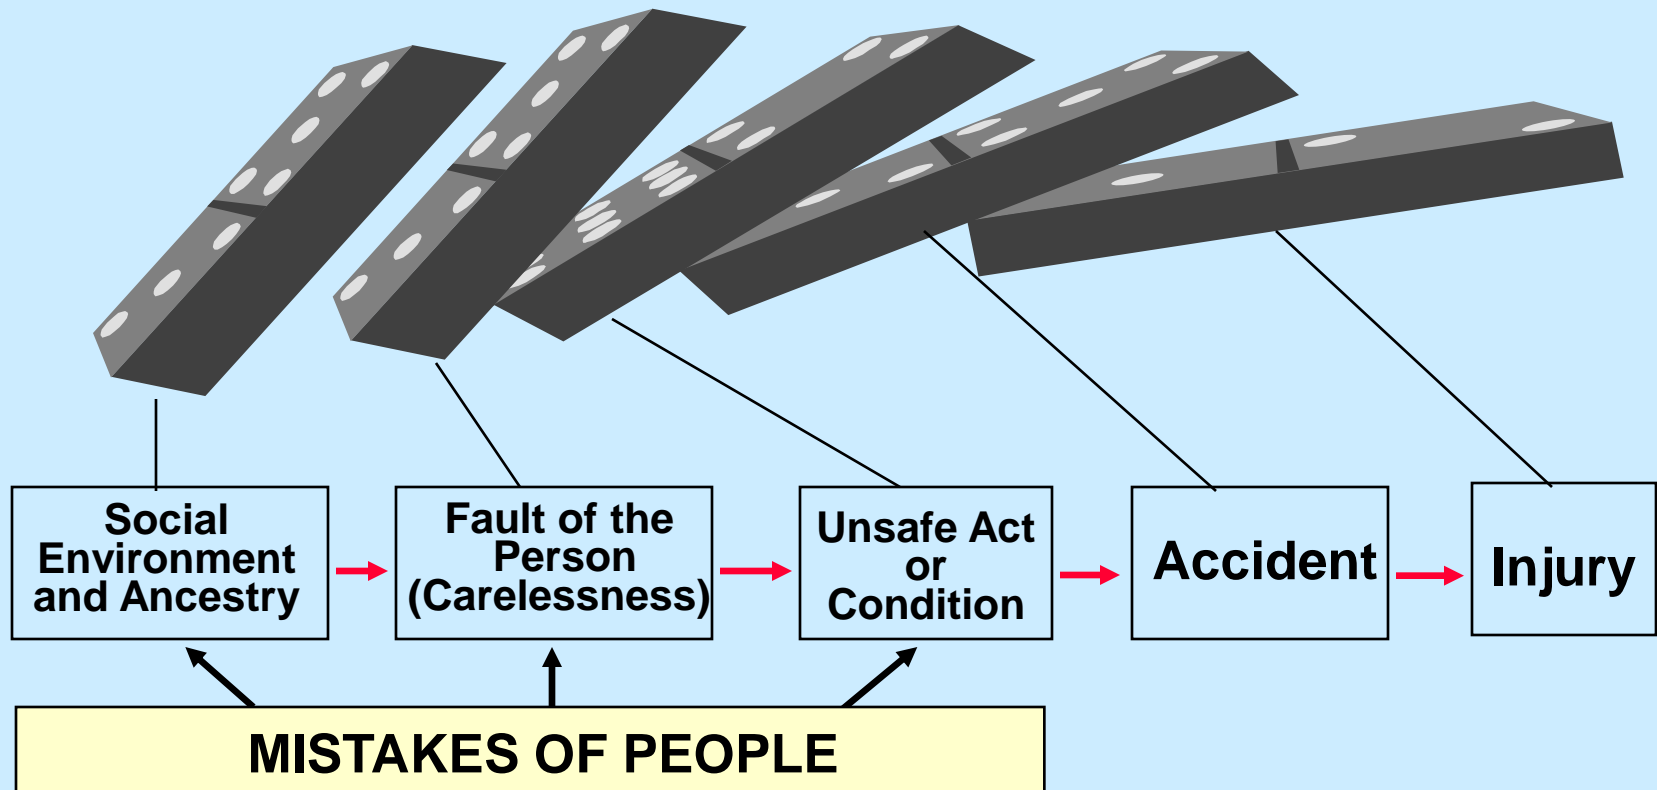 Social
Environment
and Ancestry
Fault of the
Person
(Carelessness)
Unsafe Act
or
Condition
Accident
Injury
MISTAKES OF PEOPLE